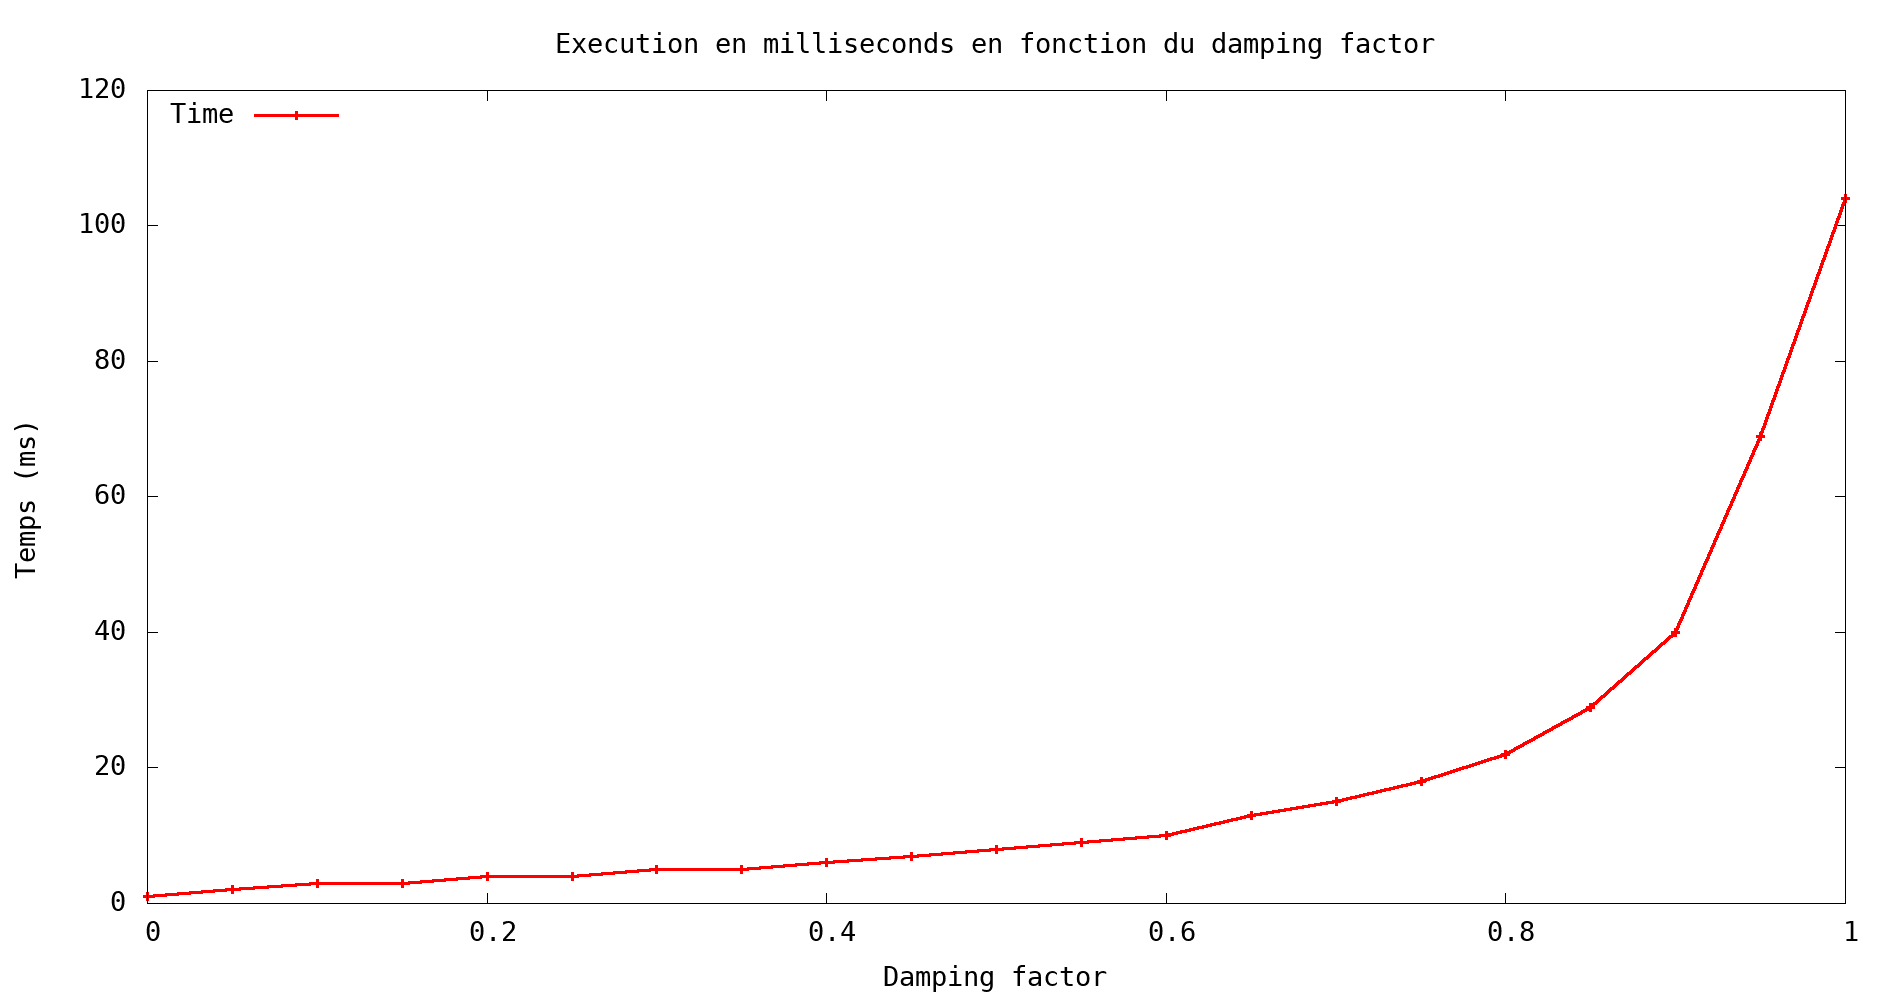 Execution en milliseconds en fonction du damping factor
120
Time
100
80
60
40
20
0
Temps (ms)
0 0.2 0.4 0.6 0.8 1
Damping factor